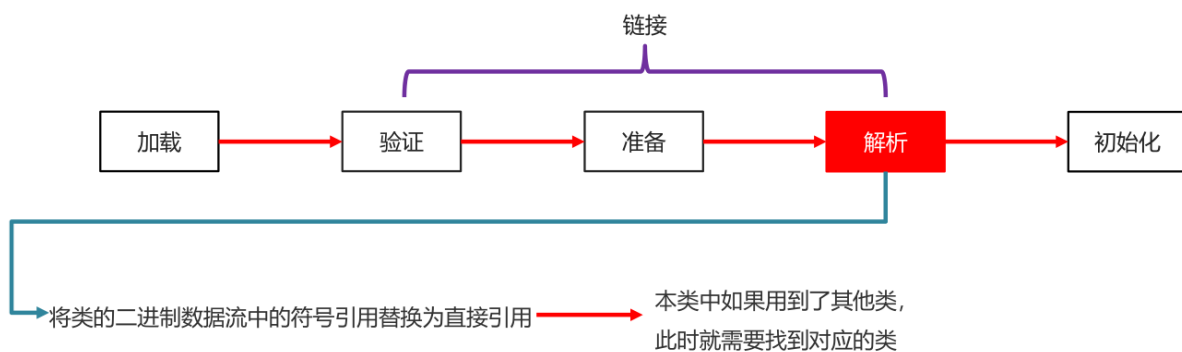 链接
加载
验证
准备
解析
初始化
将类的二进制数据流中的符号引用替换为直接引用
本类中如果用到了其他类，
此时就需要找到对应的类